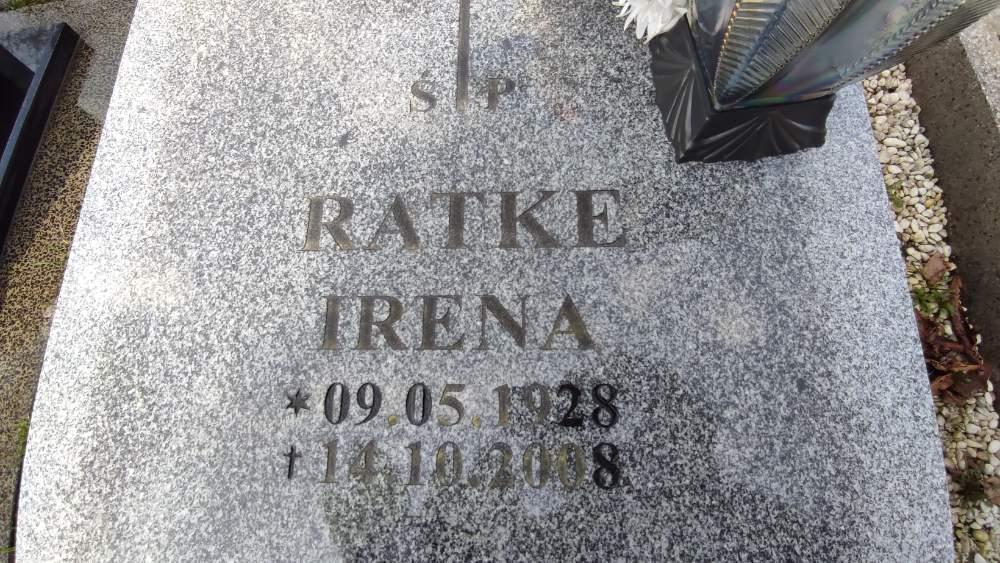 Ś P
RATKE
IRENA
* 09.05.1928
† 14.10.2008